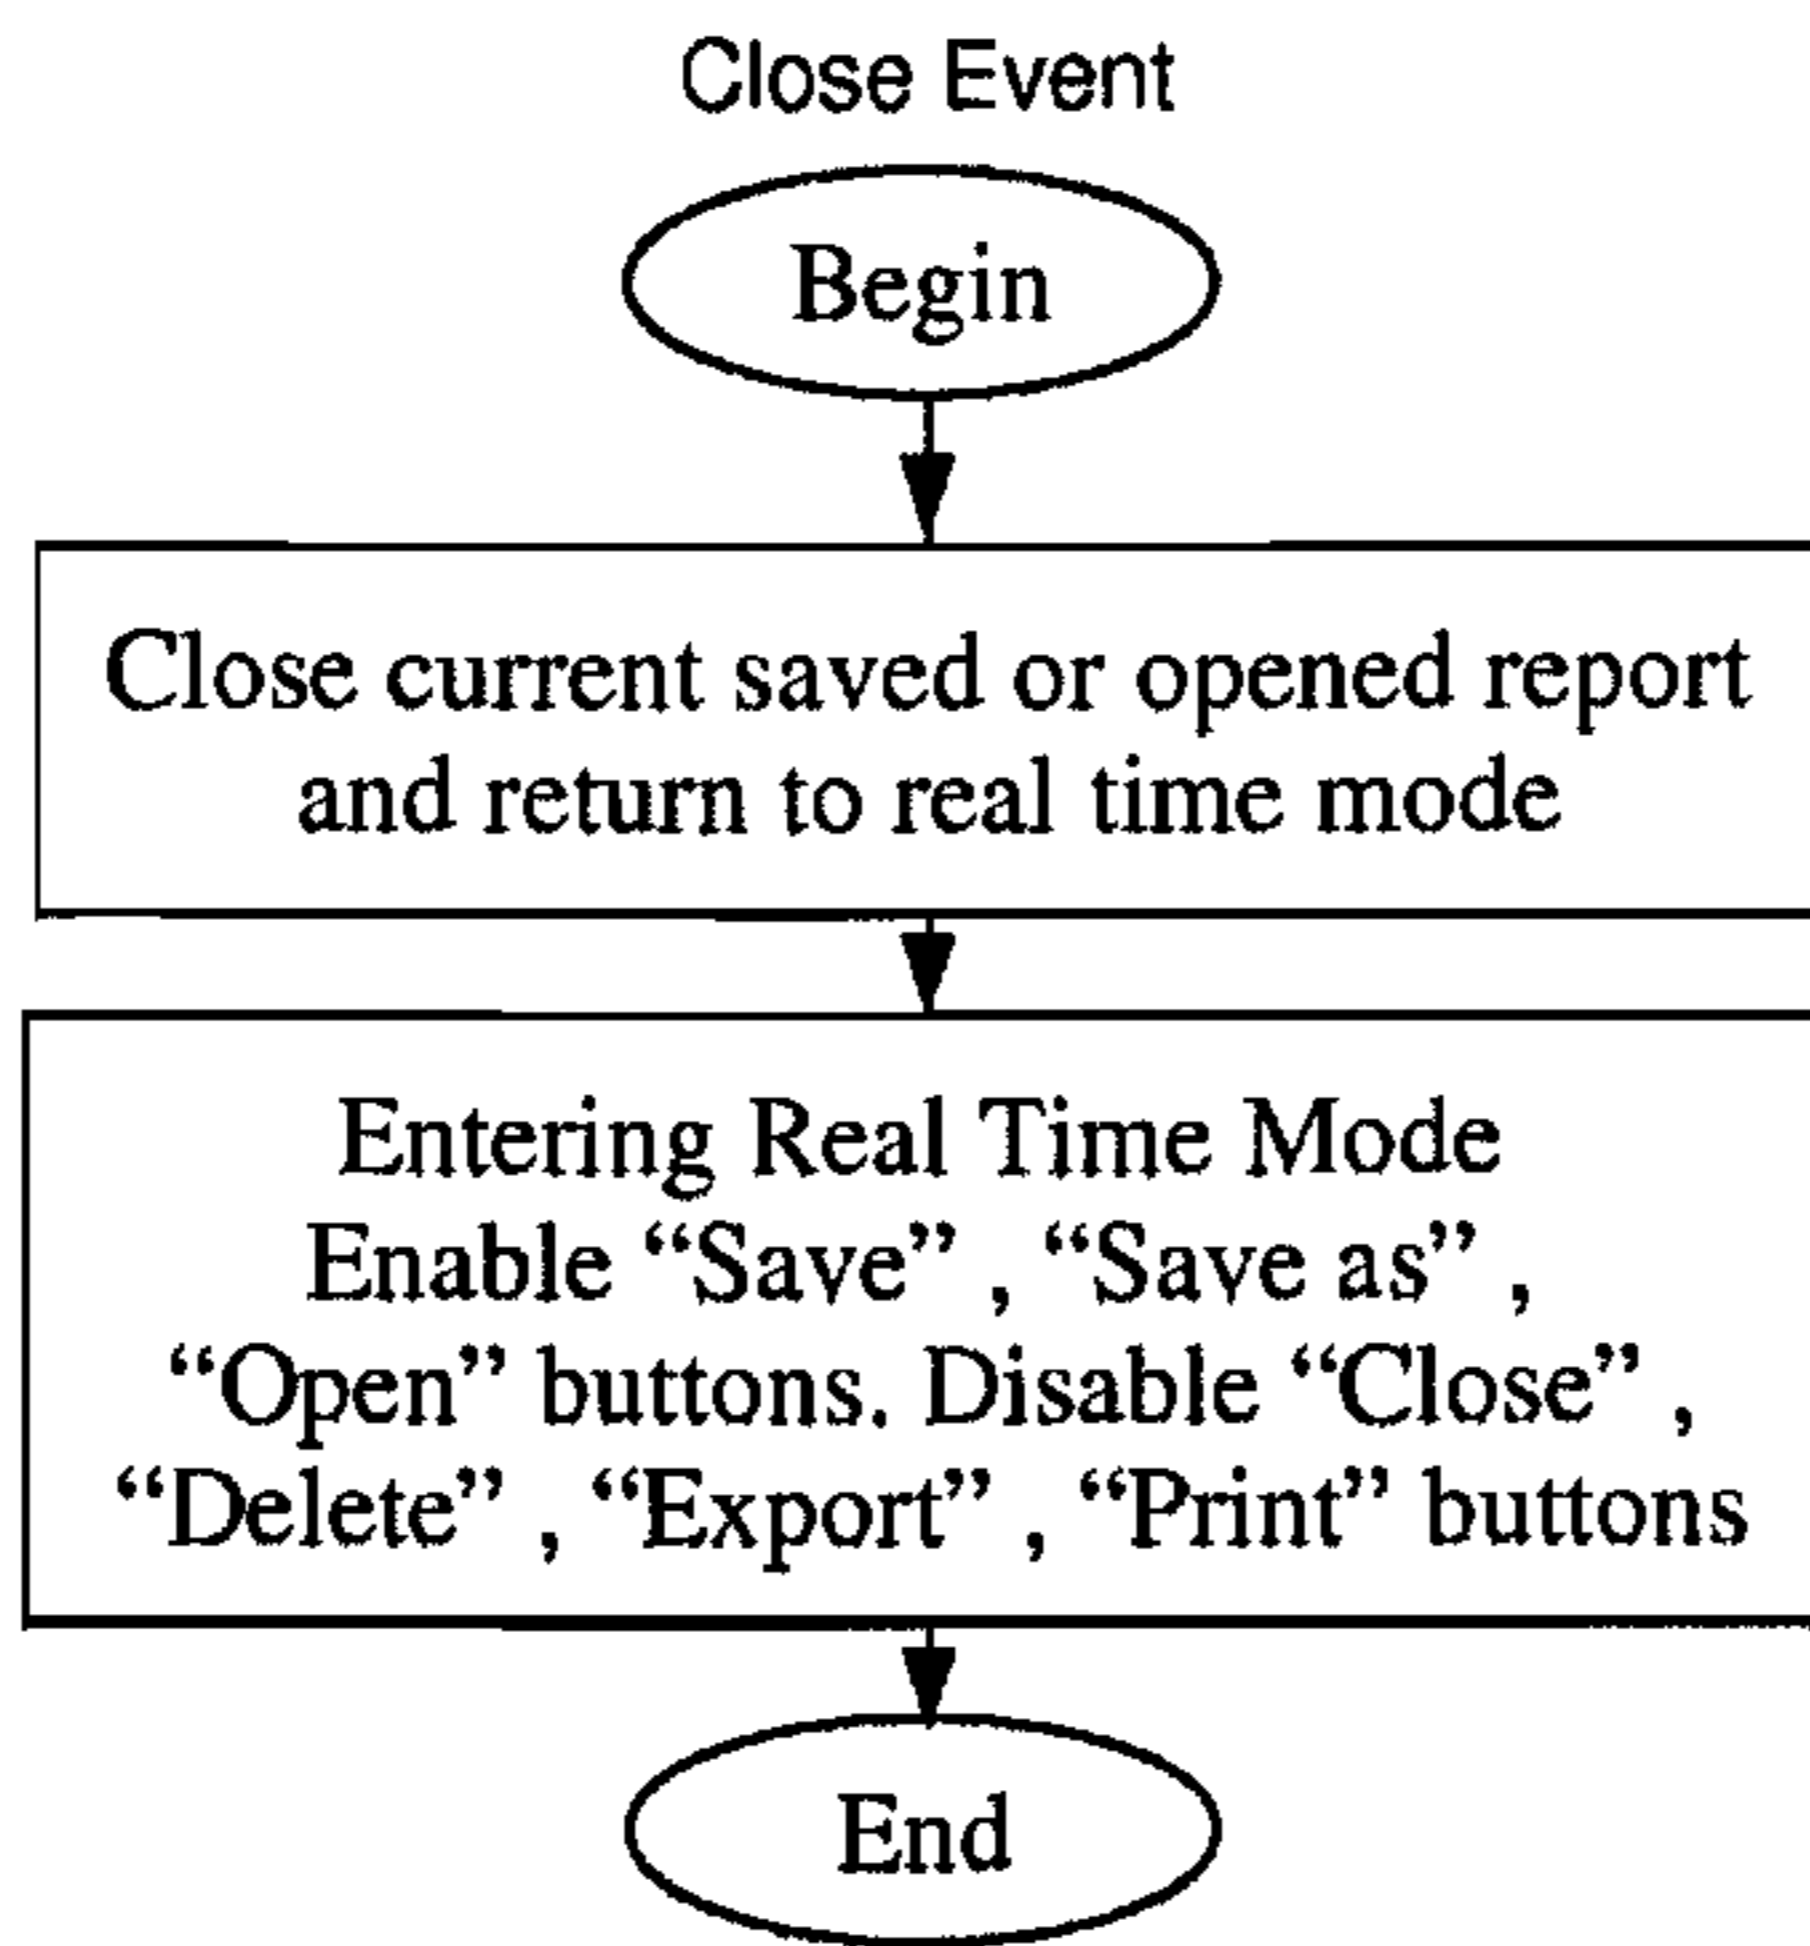 Close Event
Begin
Close current saved or opened report
and return to real time mode
Entering Real Time Mode
Enable “Save” , “Save as” ,
“Open” buttons. Disable “Close” ,
“Delete” , “Export” , “Print” buttons
End